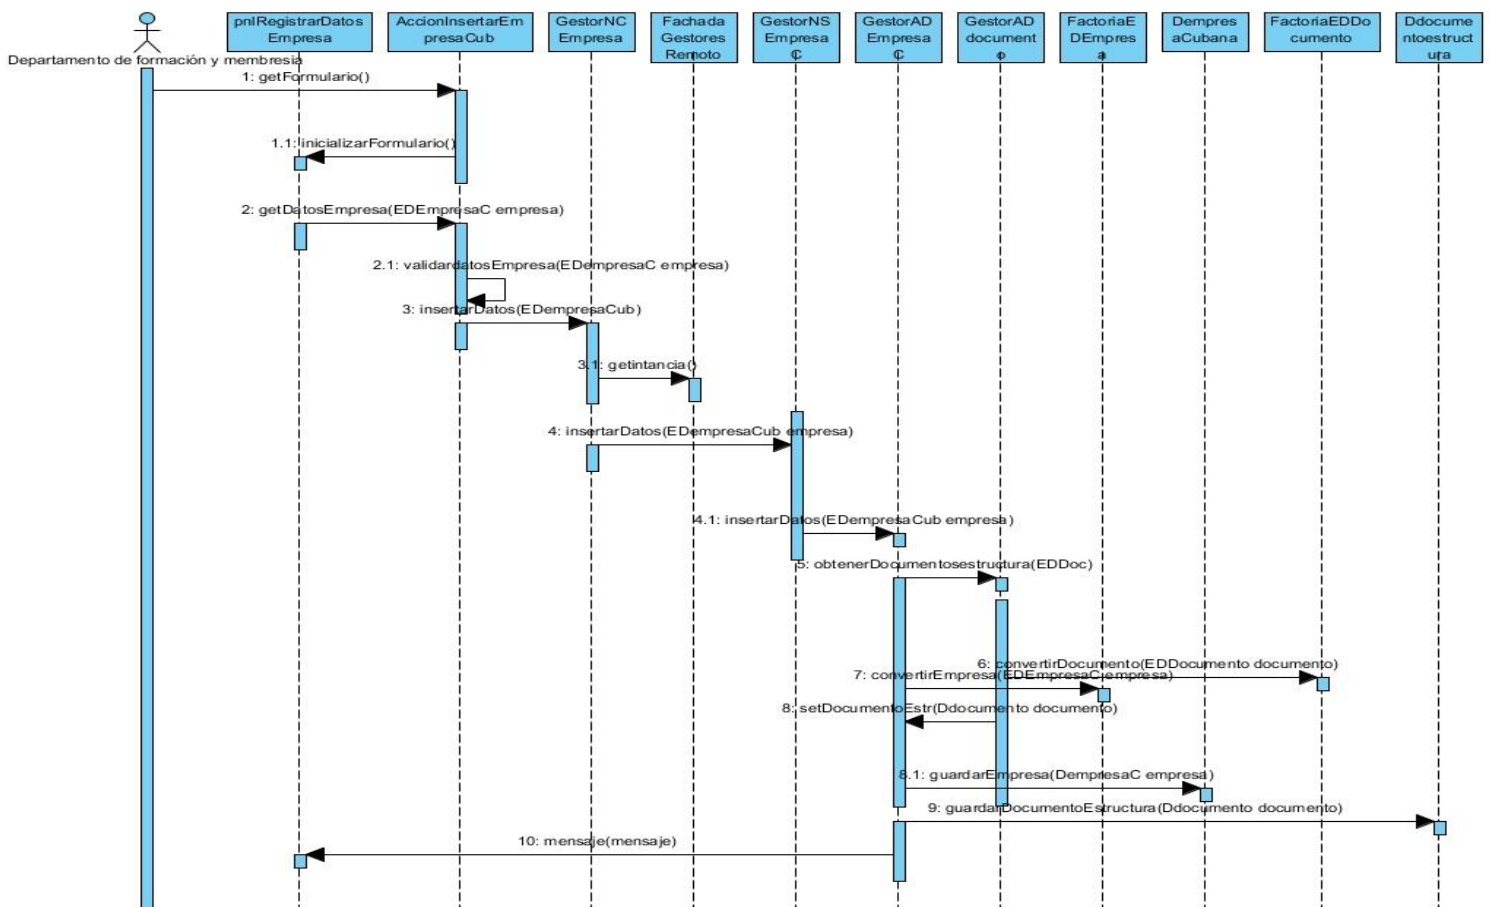 pnlRegistrarDatos
Empresa
AccionInsertarEm
presaCub
GestorNC
Empresa
Fachada
Gestores
Remoto
GestorNS
Empresa
C
GestorAD
Empresa
C
GestorAD
document
o
FactoriaE
DEmpres
a
Dempres
aCubana
FactoriaEDDo
cumento
Ddocume
ntoestruct
ura
Departamento de formación y membresia
1: getFormulario()
1.1: inicializarFormulario()
2: getDatosEmpresa(EDEmpresaC empresa)
2.1: validardatosEmpresa(EDempresaC empresa)
3: insertarDatos(EDempresaCub)
3.1: getintancia()
4: insertarDatos(EDempresaCub empresa)
4.1: insertarDatos(EDempresaCub empresa)
5: obtenerDocumentosestructura(EDDoc)
6: convertirDocumento(EDDocumento documento)
7: convertirEmpresa(EDEmpresaC empresa)
8: setDocumentoEstr(Ddocumento documento)
8.1: guardarEmpresa(DempresaC empresa)
9: guardarDocumentoEstructura(Ddocumento documento)
10: mensaje(mensaje)